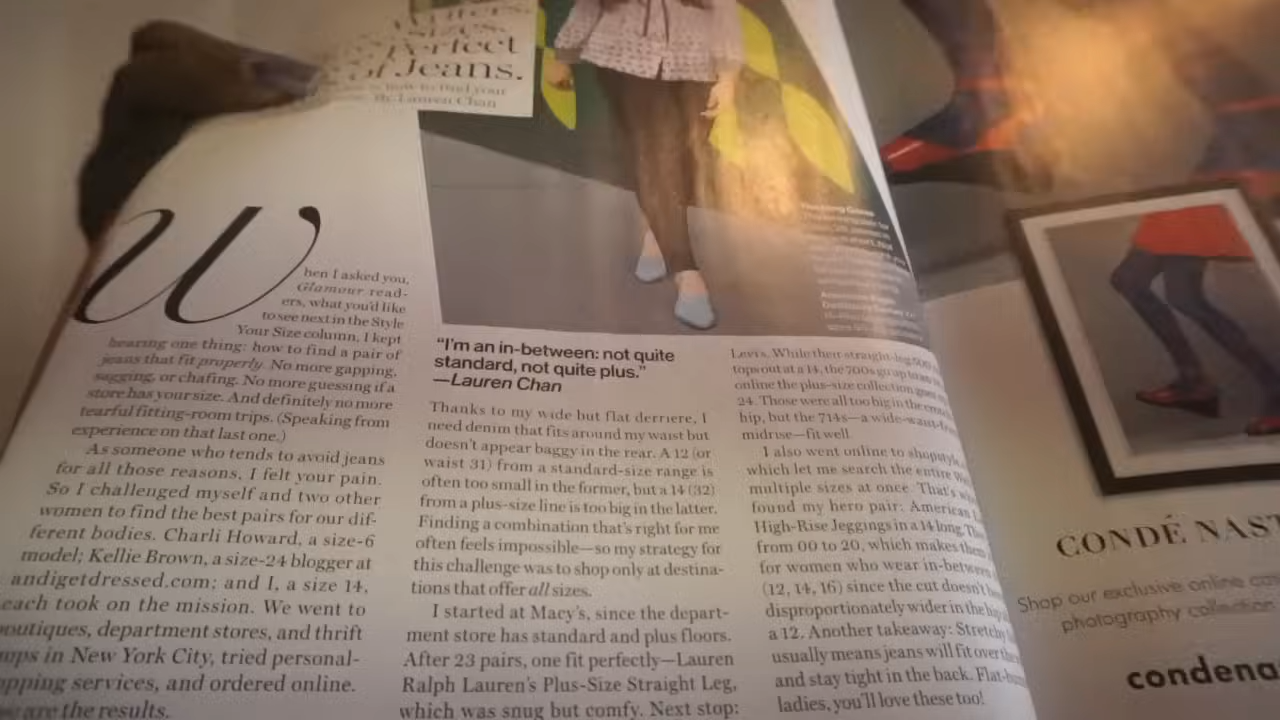 Perfect
of Jeans.
how to find your
By Lauren Chan
When I asked you,
Glamour read-
ers, what you'd like
to see next in the Style
Your Size column, I kept
hearing one thing: how to find a pair of
jeans that fit properly. No more gapping,
sagging, or chafing. No more guessing if a
store has your size. And definitely no more
tearful fitting-room trips. (Speaking from
experience on that last one.)
As someone who tends to avoid jeans
for all those reasons, I felt your pain.
So I challenged myself and two other
women to find the best pairs for our dif-
ferent bodies. Charli Howard, a size-6
model; Kellie Brown, a size-24 blogger at
andigetdressed.com; and I, a size 14,
each took on the mission. We went to
boutiques, department stores, and thrift
in New York City, tried personal-
services, and ordered online.
are the results.
"I'm an in-between: not quite
standard, not quite plus."
—Lauren Chan
Thanks to my wide but flat derriere, I
need denim that fits around my waist but
doesn't appear baggy in the rear. A 12 (or
waist 31) from a standard-size range is
often too small in the former, but a 14 (32)
from a plus-size line is too big in the latter.
Finding a combination that's right for me
often feels impossible—so my strategy for
this challenge was to shop only at destina-
tions that offer all sizes.
I started at Macy's, since the depart-
ment store has standard and plus floors.
After 23 pairs, one fit perfectly—Lauren
Ralph Lauren's Plus-Size Straight Leg,
which was snug but comfy. Next stop:
Levi's. While their straight-leg
tops out at a 14, the 700s go up
online the plus-size collection
24. Those were all too big in the
hip, but the 714s—a
midrise—fit well.
I also went online to
which let me search the entire
multiple sizes at once. That's
found my hero pair: American
High-Rise Jeggings in a 14 long.
from 00 to 20, which makes them
for women who wear in-between
(12, 14, 16) since the cut doesn't
disproportionately wider in the
a 12. Another takeaway: Stretchy
usually means jeans will fit over
and stay tight in the back.
ladies, you'll love these too!
CONDÉ NAST
Shop our exclusive online
photography collection
condena